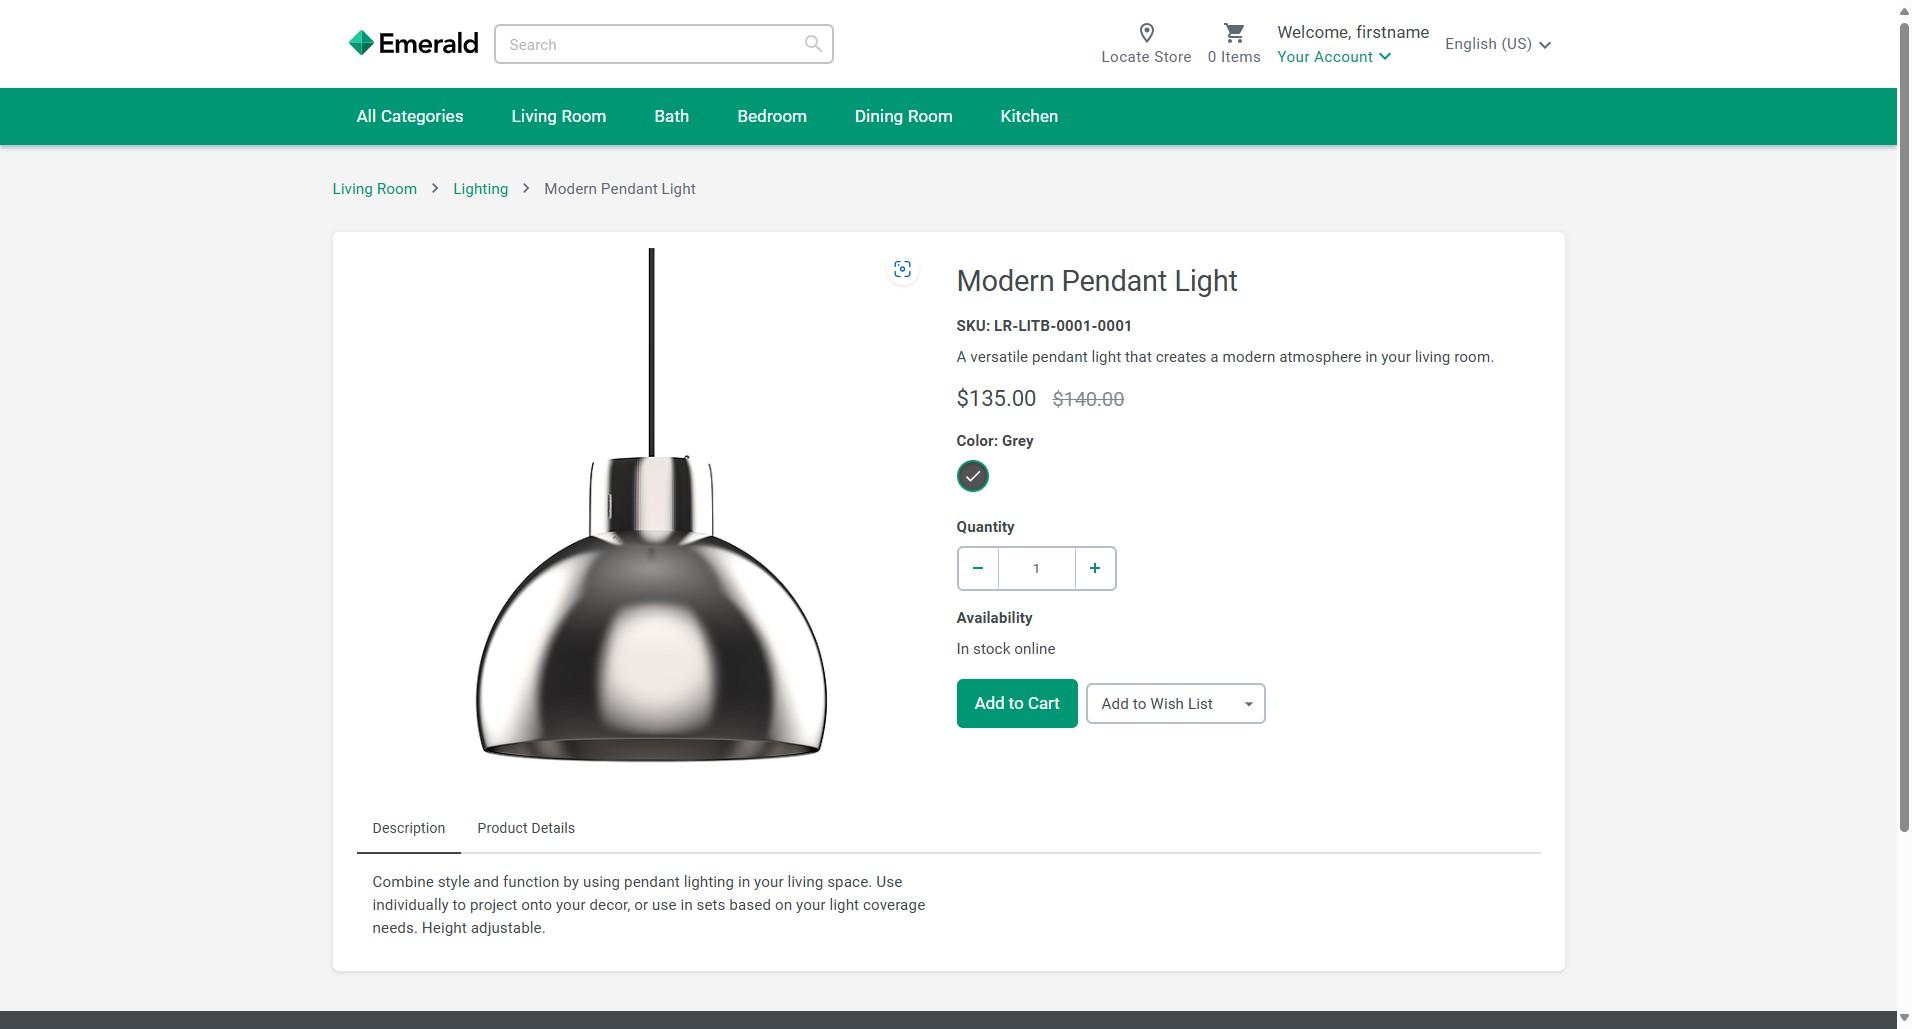 Emerald
Search
Locate Store
0 Items
Welcome, firstname
Your Account
English (US)
All Categories
Living Room
Bath
Bedroom
Dining Room
Kitchen
Living Room
Lighting
Modern Pendant Light
Modern Pendant Light
SKU: LR-LITB-0001-0001
A versatile pendant light that creates a modern atmosphere in your living room.
$135.00 $140.00
Color: Grey
Quantity
1
Availability
In stock online
Add to Cart
Add to Wish List
Description
Product Details
Combine style and function by using pendant lighting in your living space. Use
individually to project onto your decor, or use in sets based on your light coverage
needs. Height adjustable.